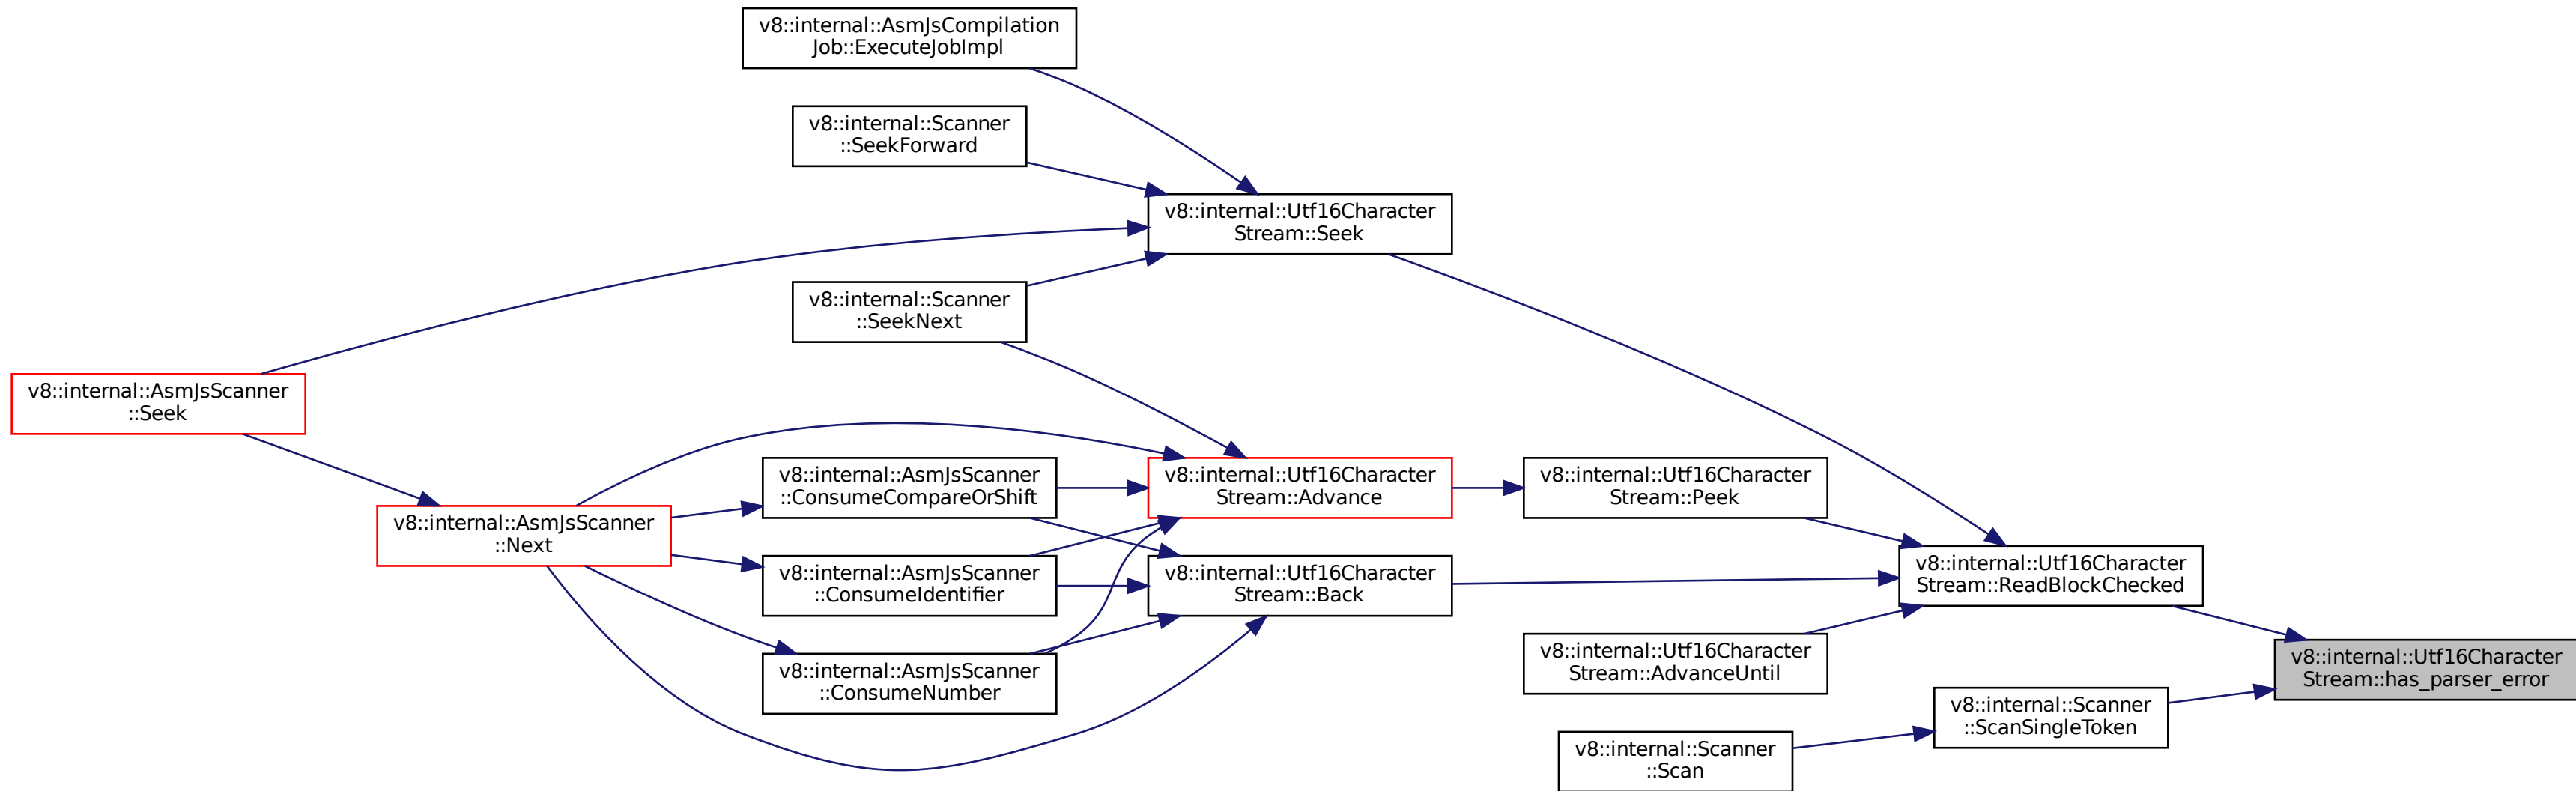 v8::internal::AsmJsCompilation
Job::ExecuteJobImpl
v8::internal::Scanner
::SeekForward
v8::internal::Utf16Character
Stream::Seek
v8::internal::Scanner
::SeekNext
v8::internal::AsmJsScanner
::Seek
v8::internal::AsmJsScanner
::Next
v8::internal::AsmJsScanner
::ConsumeCompareOrShift
v8::internal::Utf16Character
Stream::Advance
v8::internal::Utf16Character
Stream::Peek
v8::internal::AsmJsScanner
::ConsumeIdentifier
v8::internal::Utf16Character
Stream::Back
v8::internal::Utf16Character
Stream::ReadBlockChecked
v8::internal::AsmJsScanner
::ConsumeNumber
v8::internal::Utf16Character
Stream::AdvanceUntil
v8::internal::Utf16Character
Stream::has_parser_error
v8::internal::Scanner
::ScanSingleToken
v8::internal::Scanner
::Scan